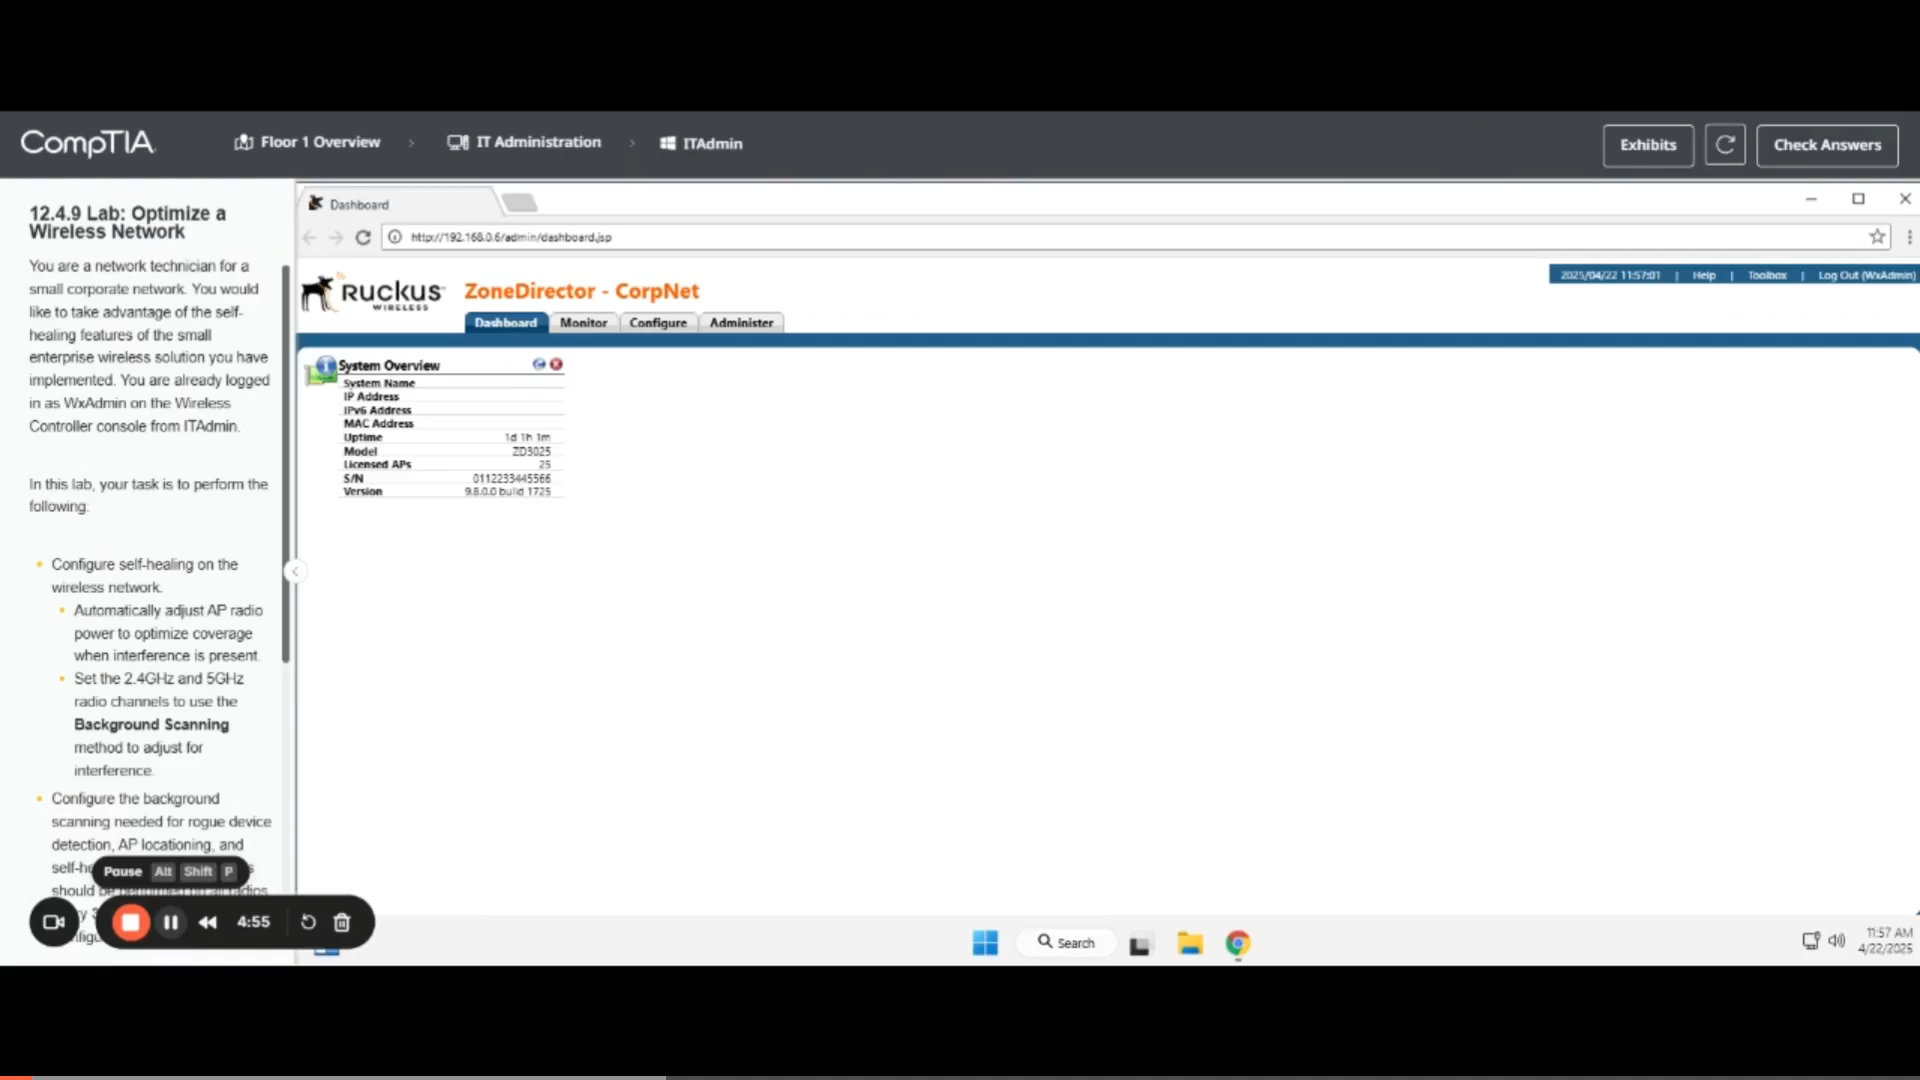 CompTIA
Floor 1 Overview
IT Administration
ITAdmin
Exhibits
Check Answers
12.4.9 Lab: Optimize a
Wireless Network
You are a network technician for a
small corporate network. You would
like to take advantage of the self-
healing features of the small
enterprise wireless solution you have
implemented. You are already logged
in as WxAdmin on the Wireless
Controller console from ITAdmin.
In this lab, your task is to perform the
following:
Configure self-healing on the
wireless network.
Automatically adjust AP radio
power to optimize coverage
when interference is present.
Set the 2.4GHz and 5GHz
radio channels to use the
Background Scanning
method to adjust for
interference.
Configure the background
scanning needed for rogue device
detection, AP locationing, and
self-he
should be performed on all radios
Pause Alt Shift P
4:55
Dashboard
http://192.168.0.6/admin/dashboard.jsp
RUCKUS
WIRELESS
ZoneDirector - CorpNet
2025/04/22 11:57:01 | Help | Toolbox | Log Out (WxAdmin)
Dashboard Monitor Configure Administer
System Overview
System Name
IP Address
IPv6 Address
MAC Address
Uptime 1d 1h 1m
Model ZD3025
Licensed APs 25
S/N 0112233445566
Version 9.8.0.0 build 1725
Search
11:57 AM
4/22/2025